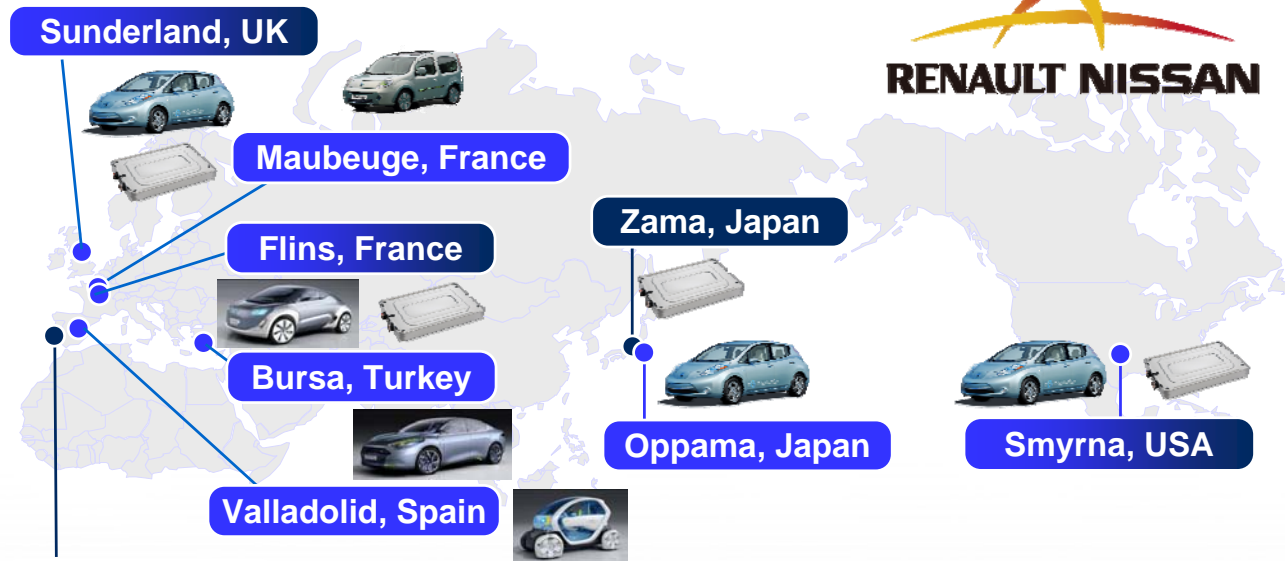 Sunderland, UK
RENAULT NISSAN
Maubeuge, France
Zama, Japan
Flins, France
Bursa, Turkey
Oppama, Japan
Smyrna, USA
Valladolid, Spain